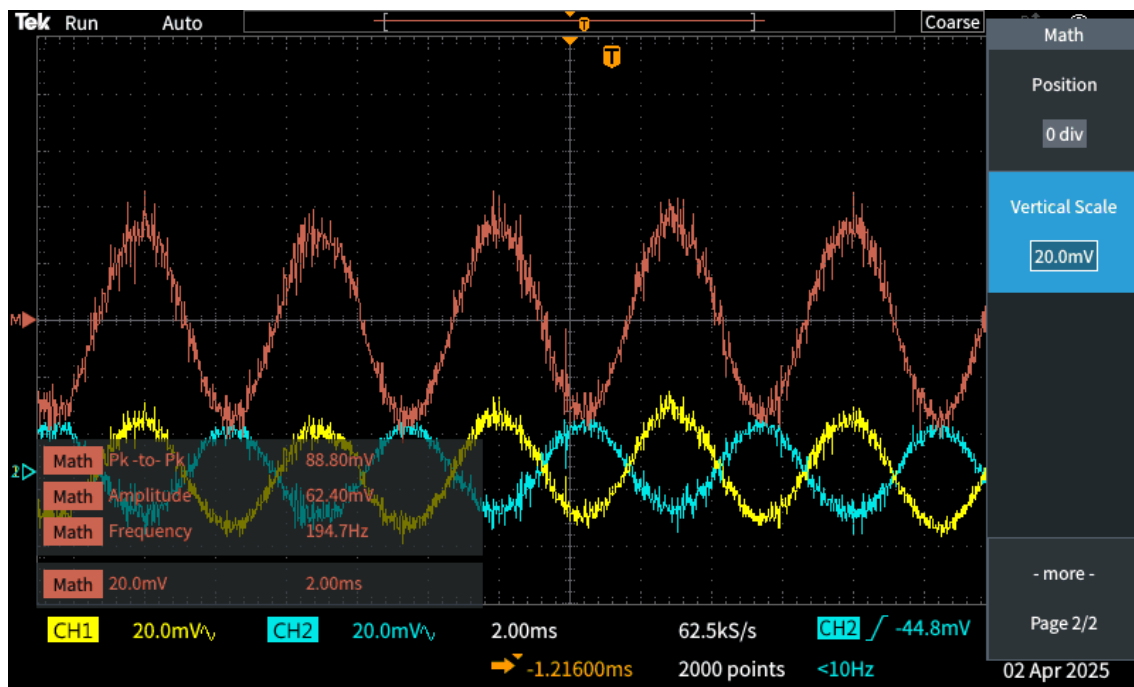 Tek Run Auto Coarse
T
T
Math
Position
0 div
Vertical Scale
20.0mV
M
2
Math Pk -to- Pk 88.80mV
Math Amplitude 62.40mV
Math Frequency 194.7Hz
Math 20.0mV 2.00ms
- more -
Page 2/2
CH1 20.0mV CH2 20.0mV 2.00ms 62.5kS/s CH2 -44.8mV
-1.21600ms 2000 points <10Hz 02 Apr 2025